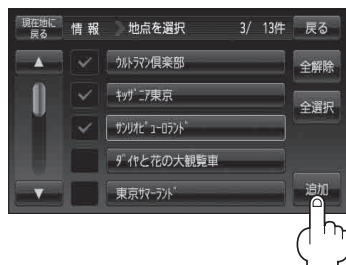 現在地に戻る 情報 地点を選択 3/ 13件 戻る
ウルトラマン倶楽部 全解除
キッザニア東京 全選択
サンリオピューロランド
ダイヤと花の大観覧車
東京サマーランド 追加